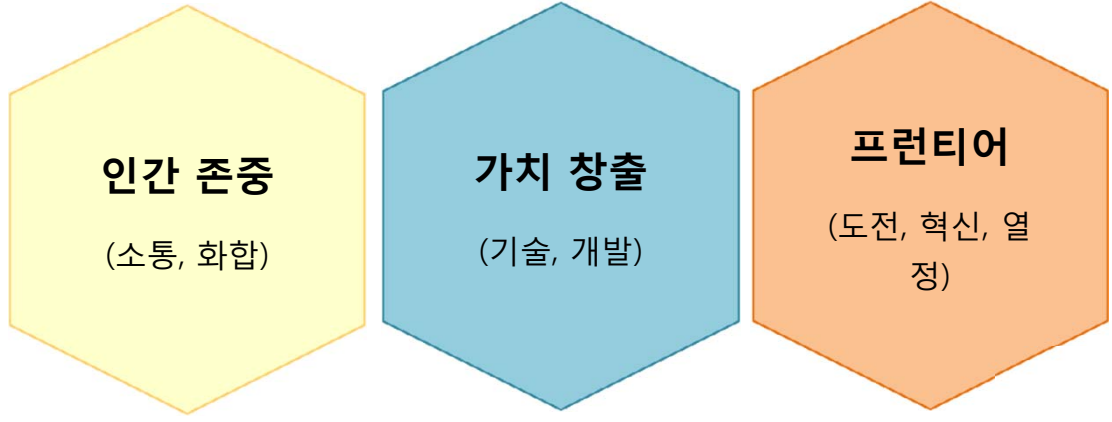 인간 존중
(소통, 화합)
가치 창출
(기술, 개발)
프런티어
(도전, 혁신, 열
정)